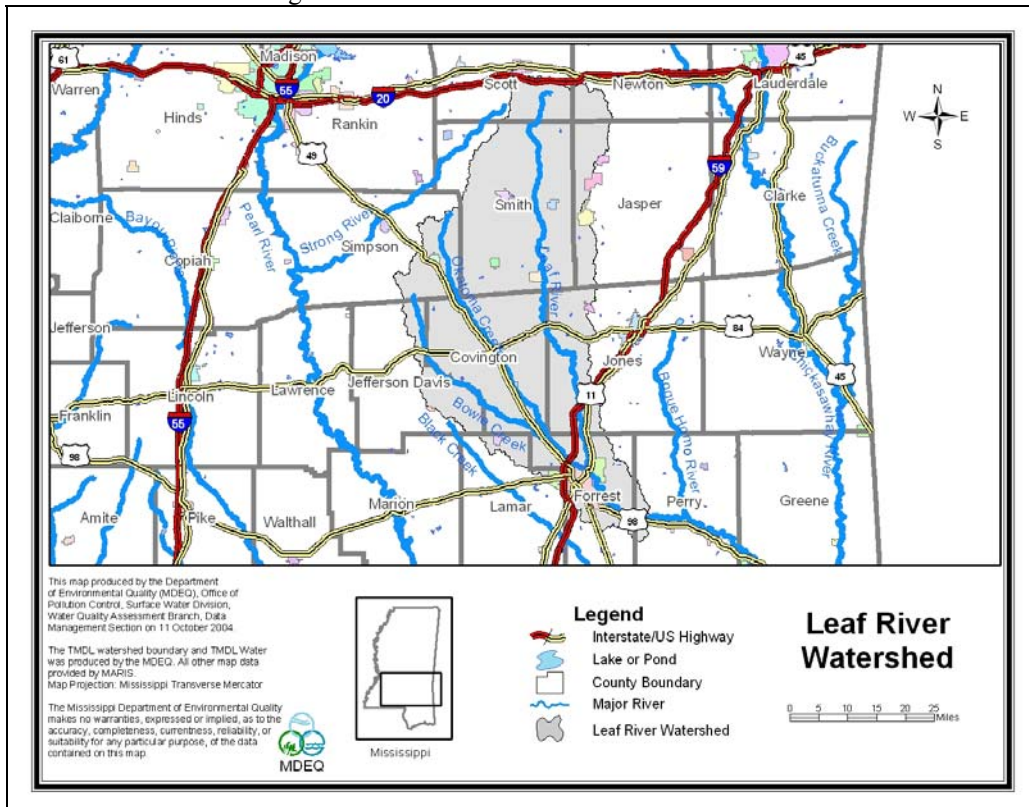 Madison
61
45
Warren
55
20
Scott
Newton
Lauderdale
Hinds
Rankin
N
W E
S
49
59
Buckatunna Creek
Smith
Jasper
Clarke
Claiborne
Bayou
Pearl River
Strong River
Simpson
Copiah
Okatoma Creek
Leaf River
Jefferson
84
Covington
Jones
Wayne
Jefferson Davis
45
Lawrence
Lincoln
11
Chickasawhay River
Franklin
55
Bowie Creek
Bogue Homo River
Black Creek
98
Forrest
Marion
Lamar
Perry
Greene
98
Amite
Pike
Walthall
This map produced by the Department
of Environmental Quality (MDEQ), Office of
Pollution Control, Surface Water Division,
Water Quality Assessment Branch, Data
Management Section on 11 October 2004
The TMDL watershed boundary and TMDL Water
was produced by the MDEQ. All other map data
provided by MARIS.
Map Projection: Mississippi Transverse Mercator
The Mississippi Department of Environmental Quality
makes no warranties, expressed or implied, as to the
accuracy, completeness, currentness, reliability, or
suitability for any particular purpose, of the data
contained on this map.
MDEQ
Mississippi
Legend
Interstate/US Highway
Lake or Pond
County Boundary
Major River
Leaf River Watershed
Leaf River
Watershed
0 5 10 15 20 25
Miles